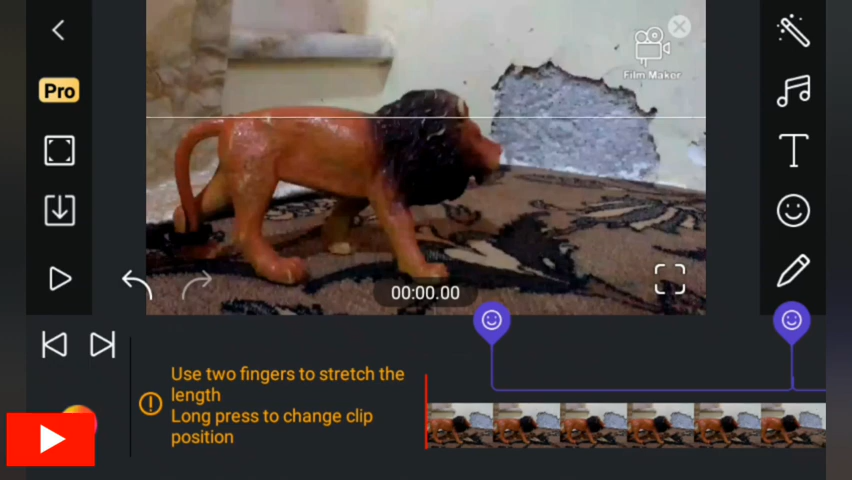 Pro
Film Maker
00:00.00
Use two fingers to stretch the
length
Long press to change clip
position